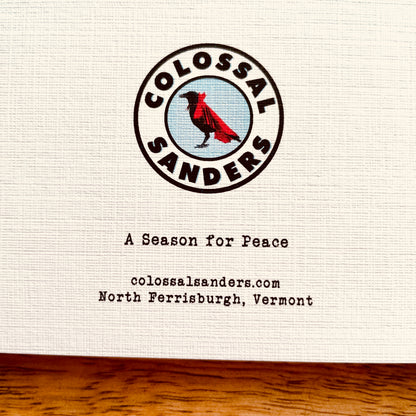 COLOSSAL
SANDERS
A Season for Peace
colossalsanders.com
North Ferrisburgh, Vermont